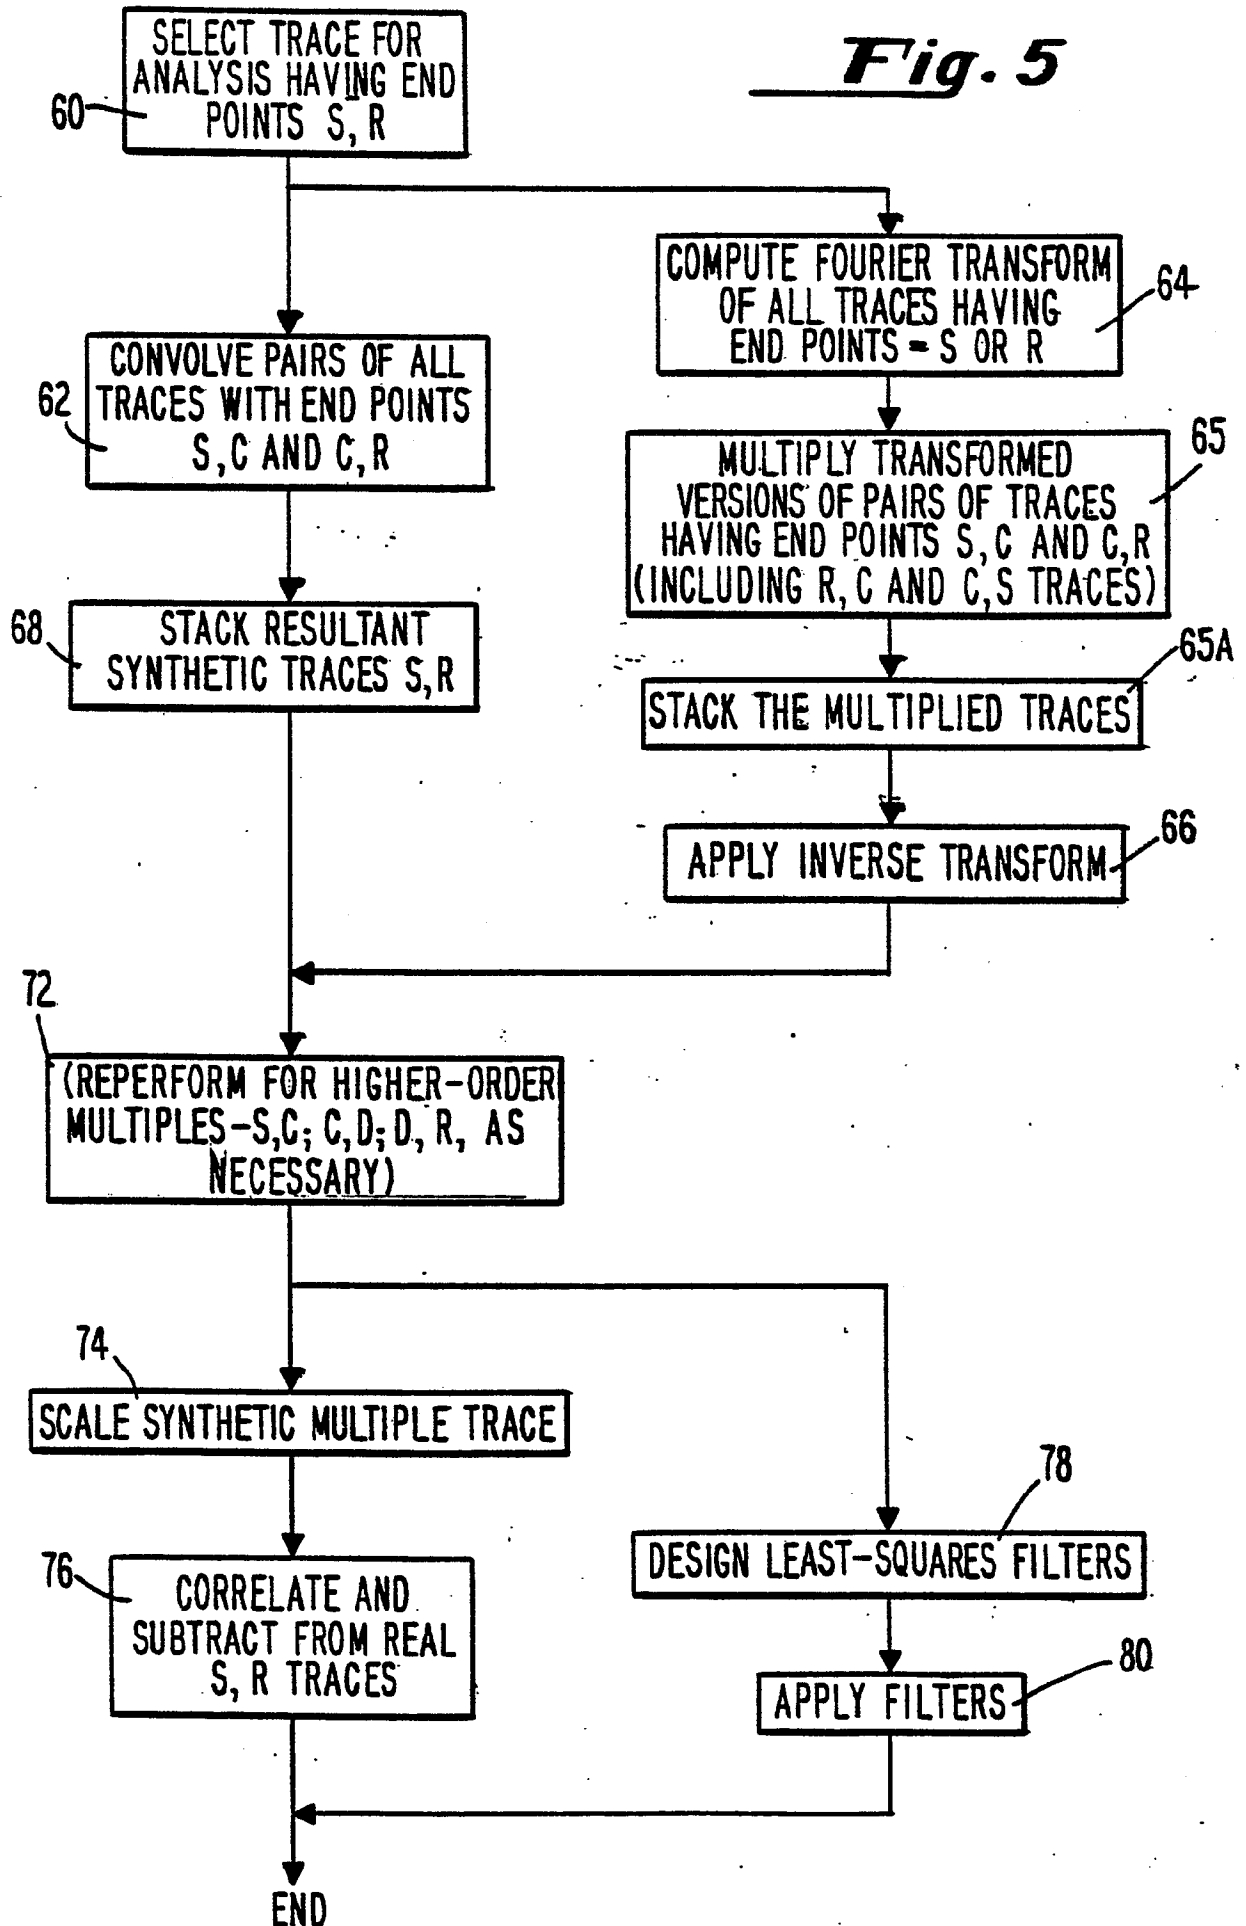 Fig. 5
SELECT TRACE FOR
ANALYSIS HAVING END
POINTS S, R
60
COMPUTE FOURIER TRANSFORM
OF ALL TRACES HAVING
END POINTS = S OR R
64
CONVOLVE PAIRS OF ALL
TRACES WITH END POINTS
S,C AND C,R
62
MULTIPLY TRANSFORMED
VERSIONS OF PAIRS OF TRACES
HAVING END POINTS S,C AND C,R
(INCLUDING R,C AND C,S TRACES)
65
68
STACK RESULTANT
SYNTHETIC TRACES S,R
65A
STACK THE MULTIPLIED TRACES
66
APPLY INVERSE TRANSFORM
72
(REPERFORM FOR HIGHER-ORDER
MULTIPLES-S,C; C,D; D, R, AS
NECESSARY)
74
SCALE SYNTHETIC MULTIPLE TRACE
78
DESIGN LEAST-SQUARES FILTERS
76
CORRELATE AND
SUBTRACT FROM REAL
S, R TRACES
80
APPLY FILTERS
END